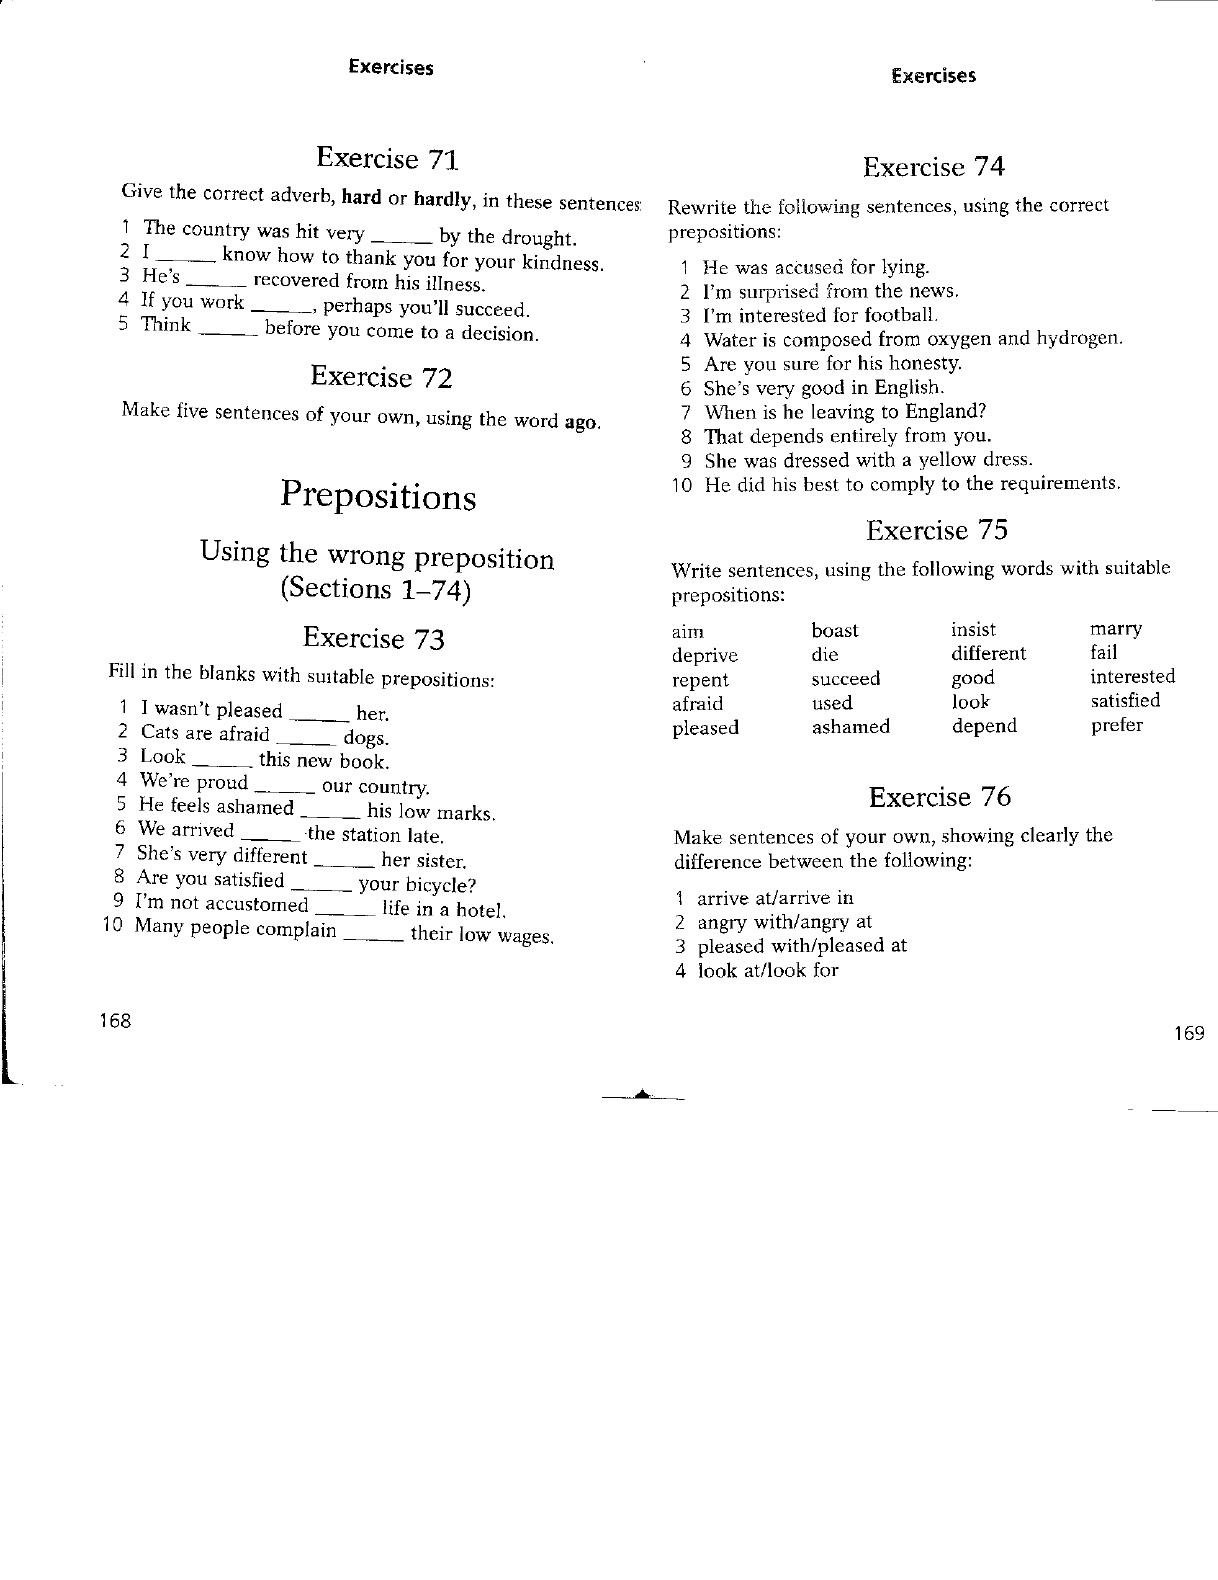 Exercises
Exercise 71
Give the correct adverb, hard or hardly, in these sentences:
1 The country was hit very _____ by the drought.
2 I _____ know how to thank you for your kindness.
3 He's _____ recovered from his illness.
4 If you work _____, perhaps you'll succeed.
5 Think _____ before you come to a decision.
Exercise 72
Make five sentences of your own, using the word ago.
Prepositions
Using the wrong preposition
(Sections 1–74)
Exercise 73
Fill in the blanks with suitable prepositions:
1 I wasn't pleased _____ her.
2 Cats are afraid _____ dogs.
3 Look _____ this new book.
4 We're proud _____ our country.
5 He feels ashamed _____ his low marks.
6 We arrived _____ the station late.
7 She's very different _____ her sister.
8 Are you satisfied _____ your bicycle?
9 I'm not accustomed _____ life in a hotel.
10 Many people complain _____ their low wages.
168
Exercises
Exercise 74
Rewrite the following sentences, using the correct
prepositions:
1 He was accused for lying.
2 I'm surprised from the news.
3 I'm interested for football.
4 Water is composed from oxygen and hydrogen.
5 Are you sure for his honesty.
6 She's very good in English.
7 When is he leaving to England?
8 That depends entirely from you.
9 She was dressed with a yellow dress.
10 He did his best to comply to the requirements.
Exercise 75
Write sentences, using the following words with suitable
prepositions:
aim boast insist marry
deprive die different fail
repent succeed good interested
afraid used look satisfied
pleased ashamed depend prefer
Exercise 76
Make sentences of your own, showing clearly the
difference between the following:
1 arrive at/arrive in
2 angry with/angry at
3 pleased with/pleased at
4 look at/look for
169